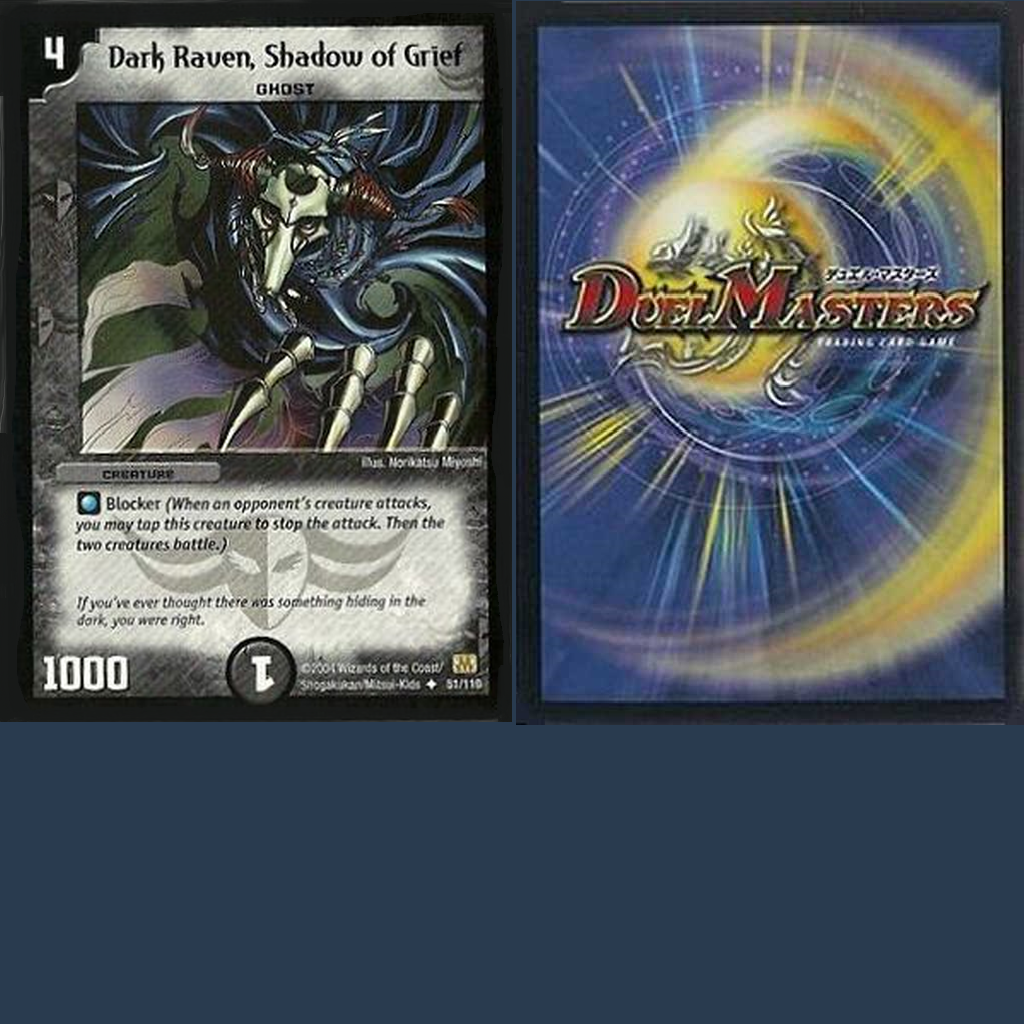 4
Dark Raven, Shadow of Grief
GHOST
Illus. Norikatsu Miyoshi
CREATURE
Blocker (When an opponent's creature attacks,
you may tap this creature to stop the attack. Then the
two creatures battle.)
If you've ever thought there was something hiding in the
dark, you were right.
1000
1
©2004 Wizards of the Coast/
Shogakukan/Mitsui-Kids 51/110
デュエル・マスターズ
DUEL MASTERS
TRADING CARD GAME